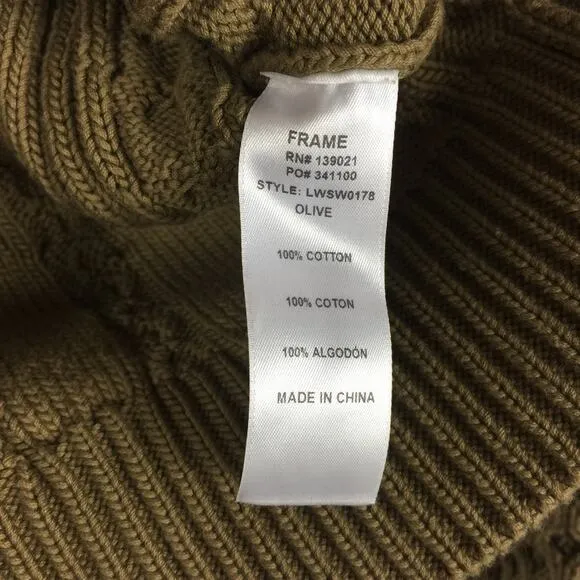 FRAME
RN# 139021
PO# 341100
STYLE: LWSW0178
OLIVE
100% COTTON
100% COTON
100% ALGODÓN
MADE IN CHINA